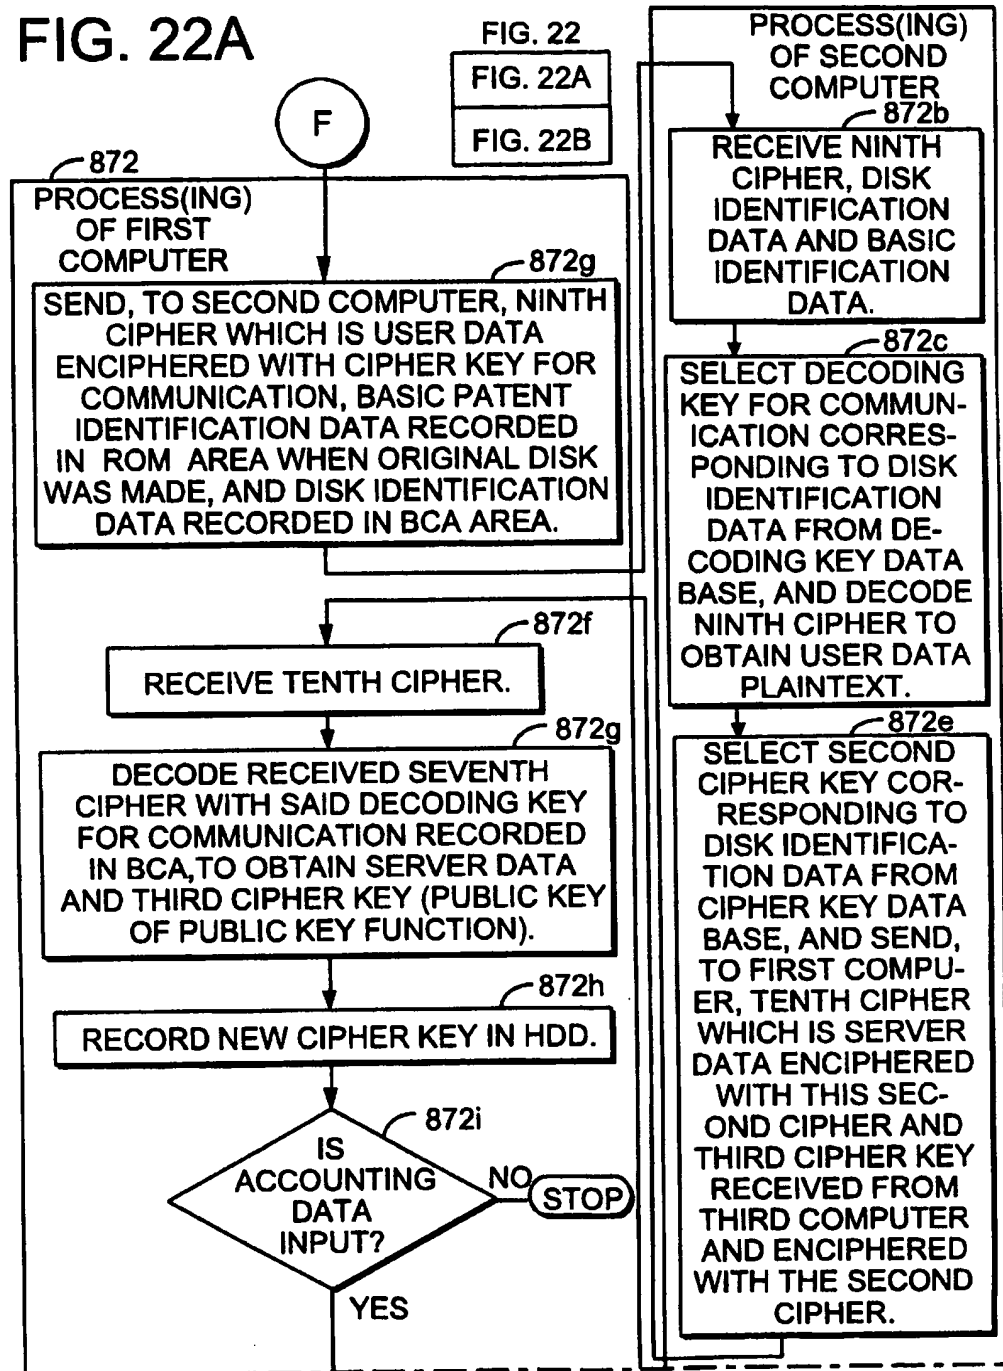 FIG. 22A
FIG. 22
FIG. 22A
FIG. 22B
F
872
PROCESS(ING)
OF FIRST
COMPUTER
872g
SEND, TO SECOND COMPUTER, NINTH
CIPHER WHICH IS USER DATA
ENCIPHERED WITH CIPHER KEY FOR
COMMUNICATION, BASIC PATENT
IDENTIFICATION DATA RECORDED
IN ROM AREA WHEN ORIGINAL DISK
WAS MADE, AND DISK IDENTIFICATION
DATA RECORDED IN BCA AREA.
872f
RECEIVE TENTH CIPHER.
872g
DECODE RECEIVED SEVENTH
CIPHER WITH SAID DECODING KEY
FOR COMMUNICATION RECORDED
IN BCA,TO OBTAIN SERVER DATA
AND THIRD CIPHER KEY (PUBLIC KEY
OF PUBLIC KEY FUNCTION).
872h
RECORD NEW CIPHER KEY IN HDD.
872i
IS
ACCOUNTING
DATA
INPUT?
NO
STOP
YES
PROCESS(ING)
OF SECOND
COMPUTER
872b
RECEIVE NINTH
CIPHER, DISK
IDENTIFICATION
DATA AND BASIC
IDENTIFICATION
DATA.
872c
SELECT DECODING
KEY FOR COMMUN-
ICATION CORRES-
PONDING TO DISK
IDENTIFICATION
DATA FROM DE-
CODING KEY DATA
BASE, AND DECODE
NINTH CIPHER TO
OBTAIN USER DATA
PLAINTEXT.
872e
SELECT SECOND
CIPHER KEY COR-
RESPONDING TO
DISK IDENTIFICA-
TION DATA FROM
CIPHER KEY DATA
BASE, AND SEND,
TO FIRST COMPU-
ER, TENTH CIPHER
WHICH IS SERVER
DATA ENCIPHERED
WITH THIS SEC-
OND CIPHER AND
THIRD CIPHER KEY
RECEIVED FROM
THIRD COMPUTER
AND ENCIPHERED
WITH THE SECOND
CIPHER.